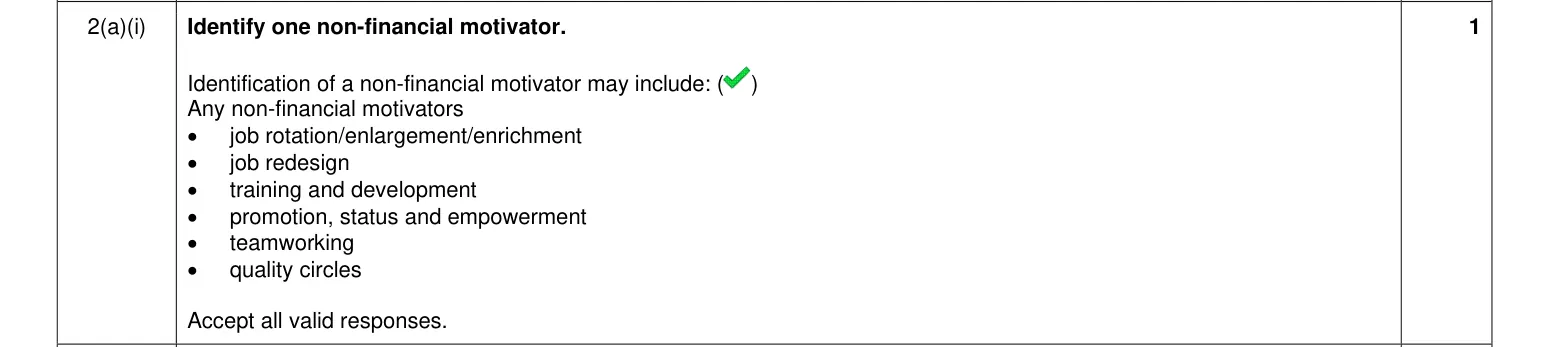 2(a)(i) Identify one non-financial motivator. 1
Identification of a non-financial motivator may include: (✔)
Any non-financial motivators
• job rotation/enlargement/enrichment
• job redesign
• training and development
• promotion, status and empowerment
• teamworking
• quality circles
Accept all valid responses.